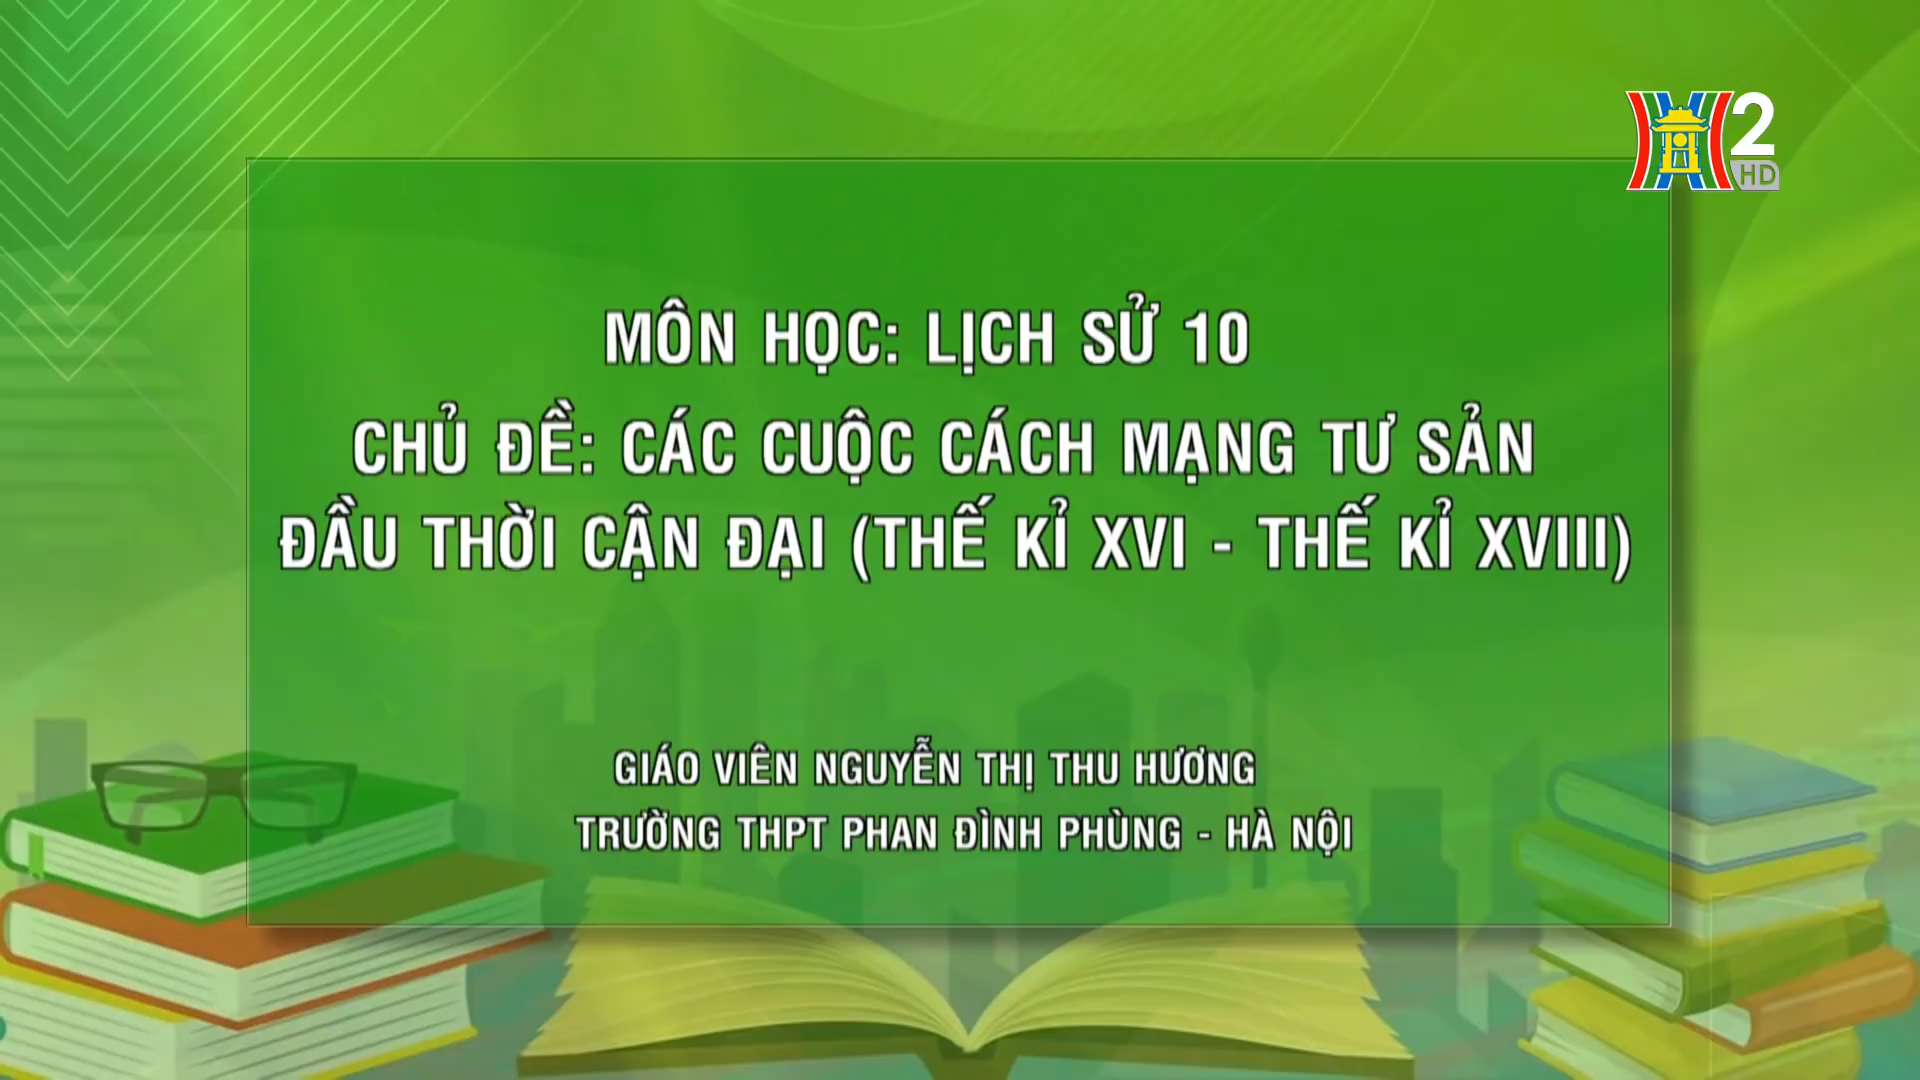 2
HD
MÔN HỌC: LỊCH SỬ 10
CHỦ ĐỀ: CÁC CUỘC CÁCH MẠNG TƯ SẢN
ĐẦU THỜI CẬN ĐẠI (THẾ KỈ XVI - THẾ KỈ XVIII)
GIÁO VIÊN NGUYỄN THỊ THU HƯƠNG
TRƯỜNG THPT PHAN ĐÌNH PHÙNG - HÀ NỘI